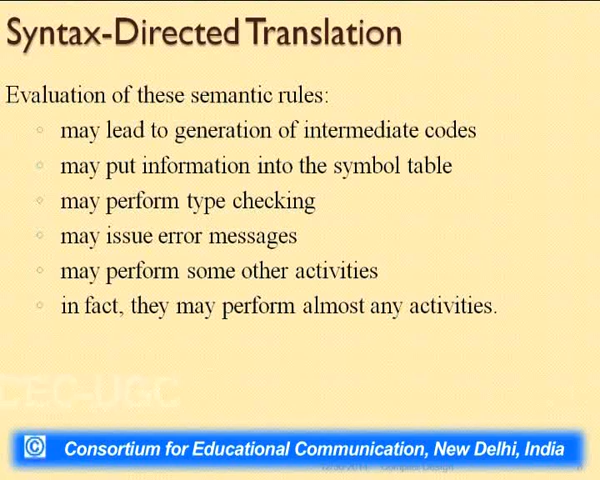 Syntax-Directed Translation
Evaluation of these semantic rules:
may lead to generation of intermediate codes
may put information into the symbol table
may perform type checking
may issue error messages
may perform some other activities
in fact, they may perform almost any activities.
CEC-UGC
© Consortium for Educational Communication, New Delhi, India